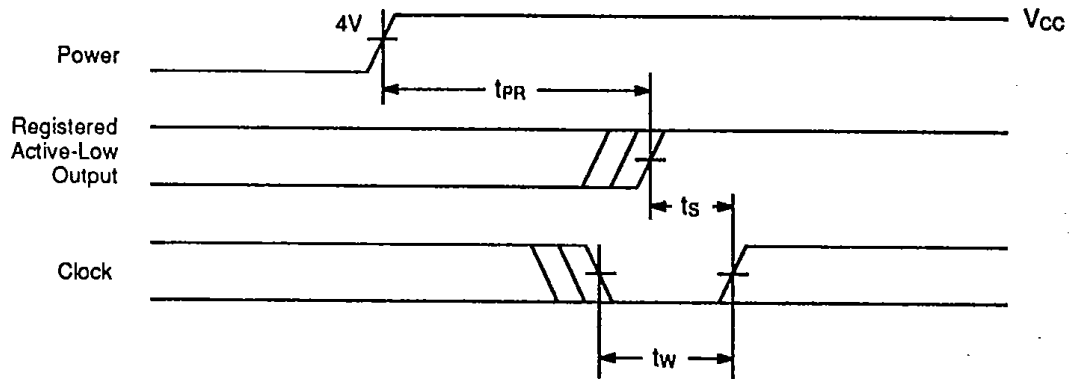 4V
VCC
Power
tPR
Registered
Active-Low
Output
tS
Clock
tW